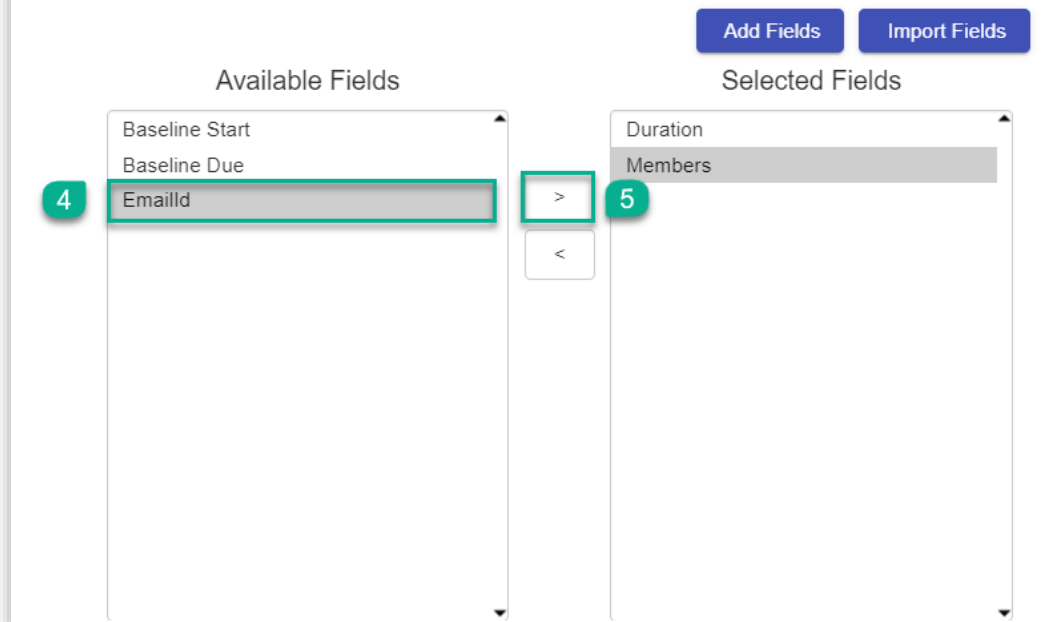 Add Fields Import Fields
Available Fields Selected Fields
Baseline Start Duration
Baseline Due Members
4 EmailId > 5
<